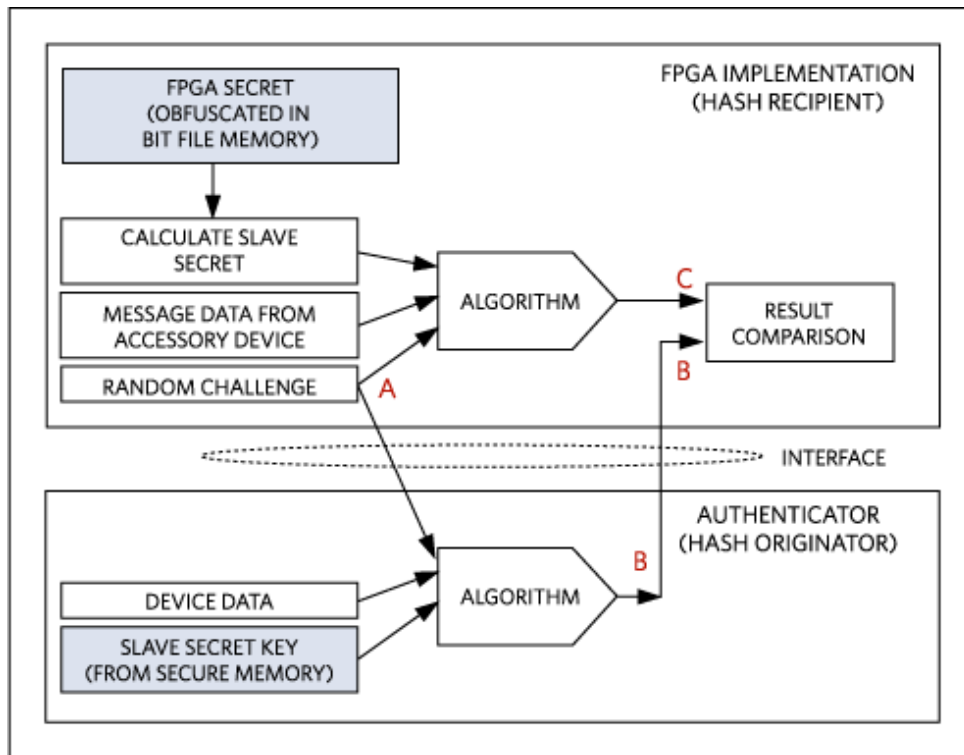 FPGA SECRET
(OBFUSCATED IN
BIT FILE MEMORY)
FPGA IMPLEMENTATION
(HASH RECIPIENT)
CALCULATE SLAVE
SECRET
MESSAGE DATA FROM
ACCESSORY DEVICE
RANDOM CHALLENGE
A
ALGORITHM
C
B
RESULT
COMPARISON
INTERFACE
AUTHENTICATOR
(HASH ORIGINATOR)
DEVICE DATA
SLAVE SECRET KEY
(FROM SECURE MEMORY)
ALGORITHM
B